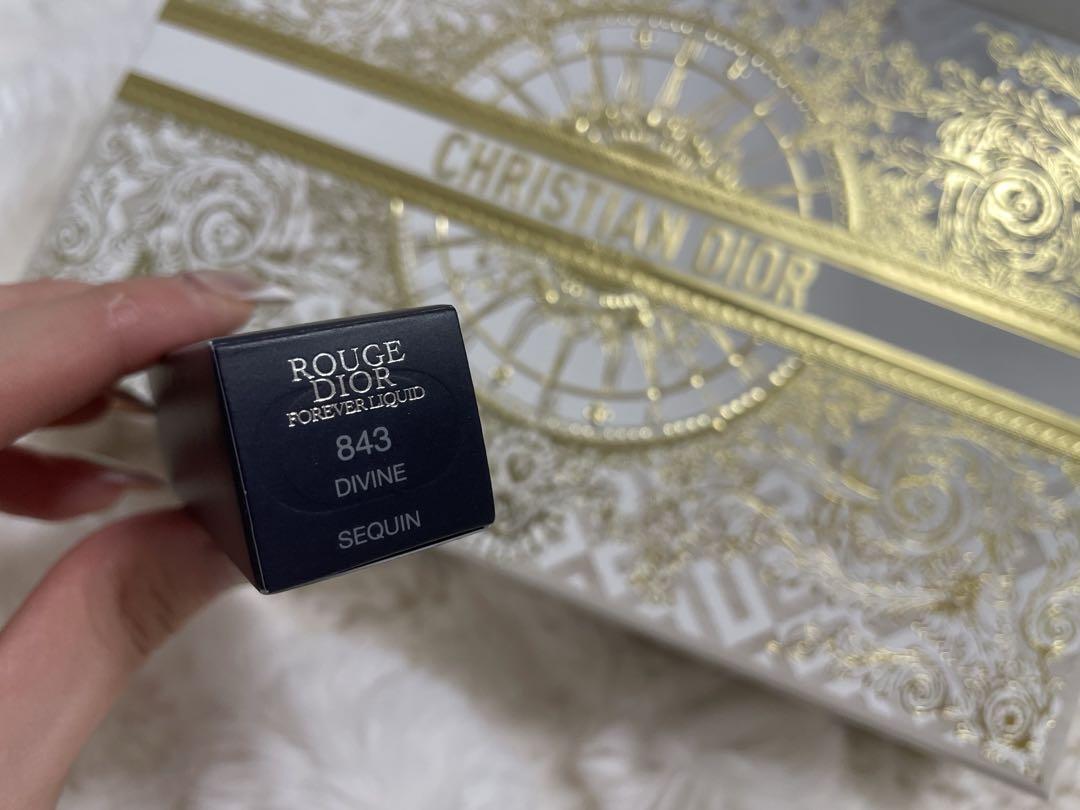 CHRISTIAN DIOR
ROUGE
DIOR
FOREVER LIQUID
843
DIVINE
SEQUIN